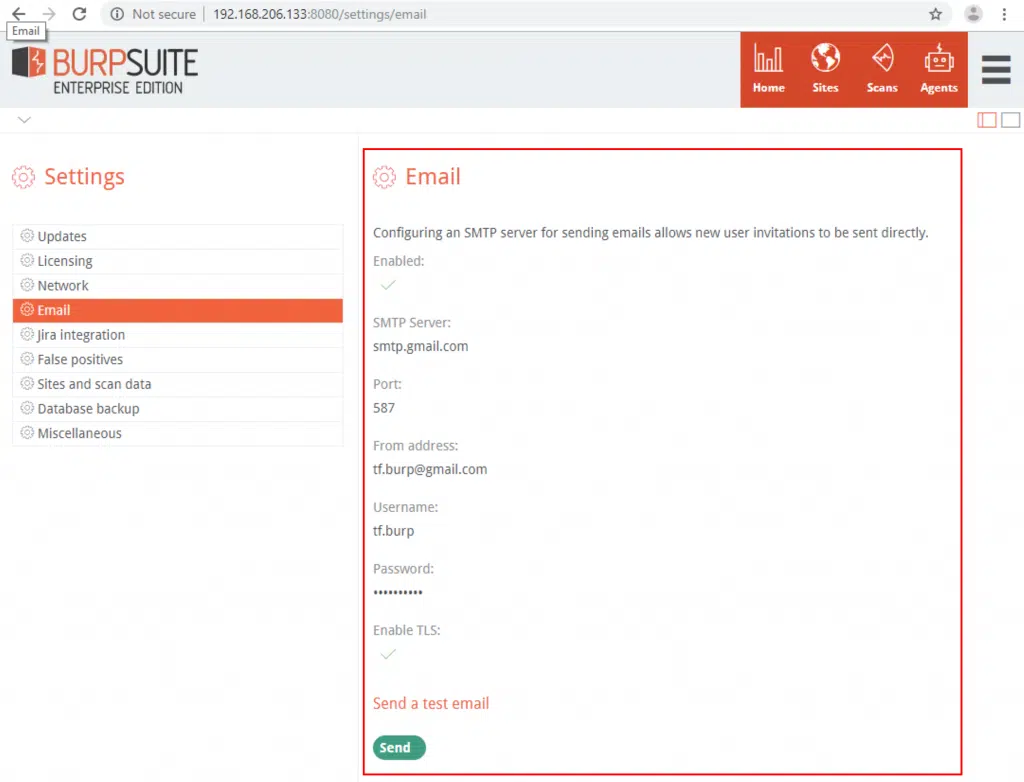 Not secure
192.168.206.133:8080/settings/email
Email
BURPSUITE
ENTERPRISE EDITION
Home
Sites
Scans
Agents
Settings
Updates
Licensing
Network
Email
Jira integration
False positives
Sites and scan data
Database backup
Miscellaneous
Email
Configuring an SMTP server for sending emails allows new user invitations to be sent directly.
Enabled:
SMTP Server:
smtp.gmail.com
Port:
587
From address:
tf.burp@gmail.com
Username:
tf.burp
Password:
••••••••••
Enable TLS:
Send a test email
Send